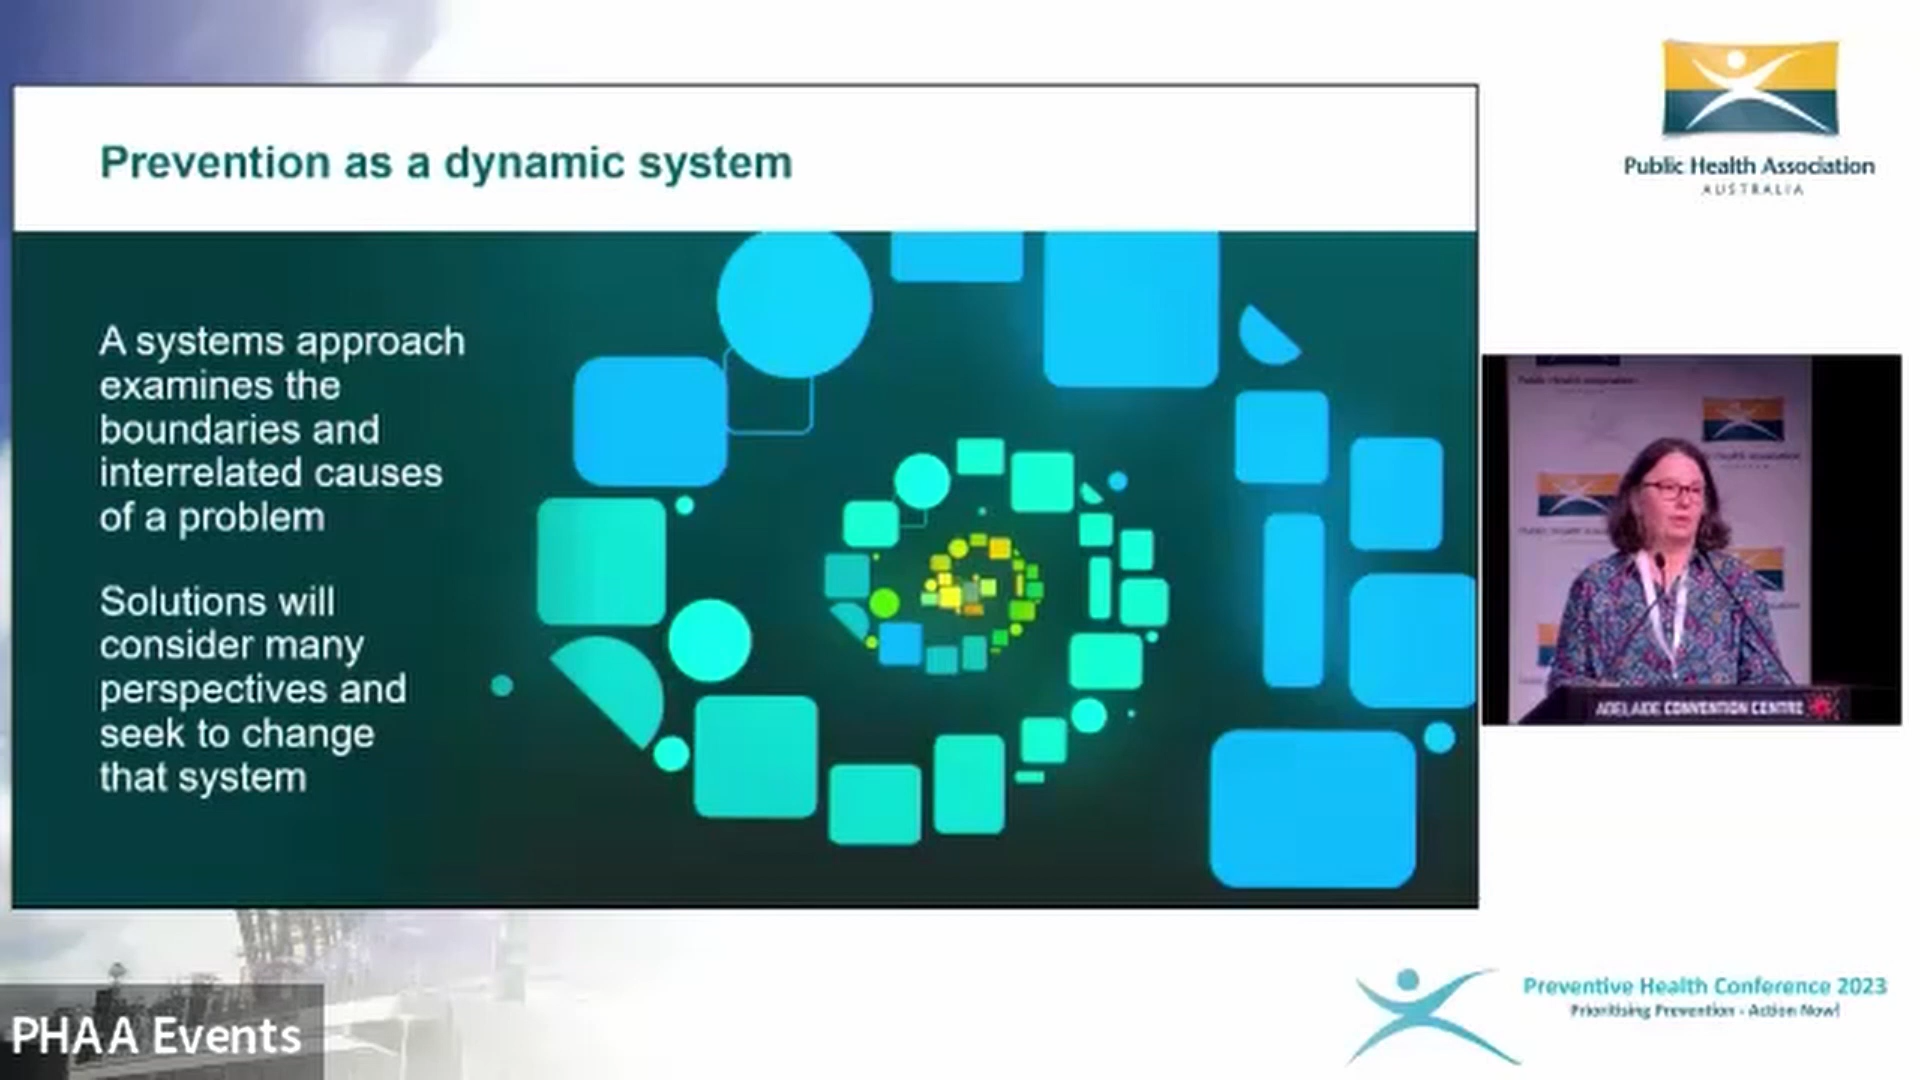 Prevention as a dynamic system
A systems approach
examines the
boundaries and
interrelated causes
of a problem
Solutions will
consider many
perspectives and
seek to change
that system
Public Health Association
AUSTRALIA
ADELAIDE CONVENTION CENTRE
Preventive Health Conference 2023
Prioritising Prevention - Action Now!
PHAA Events